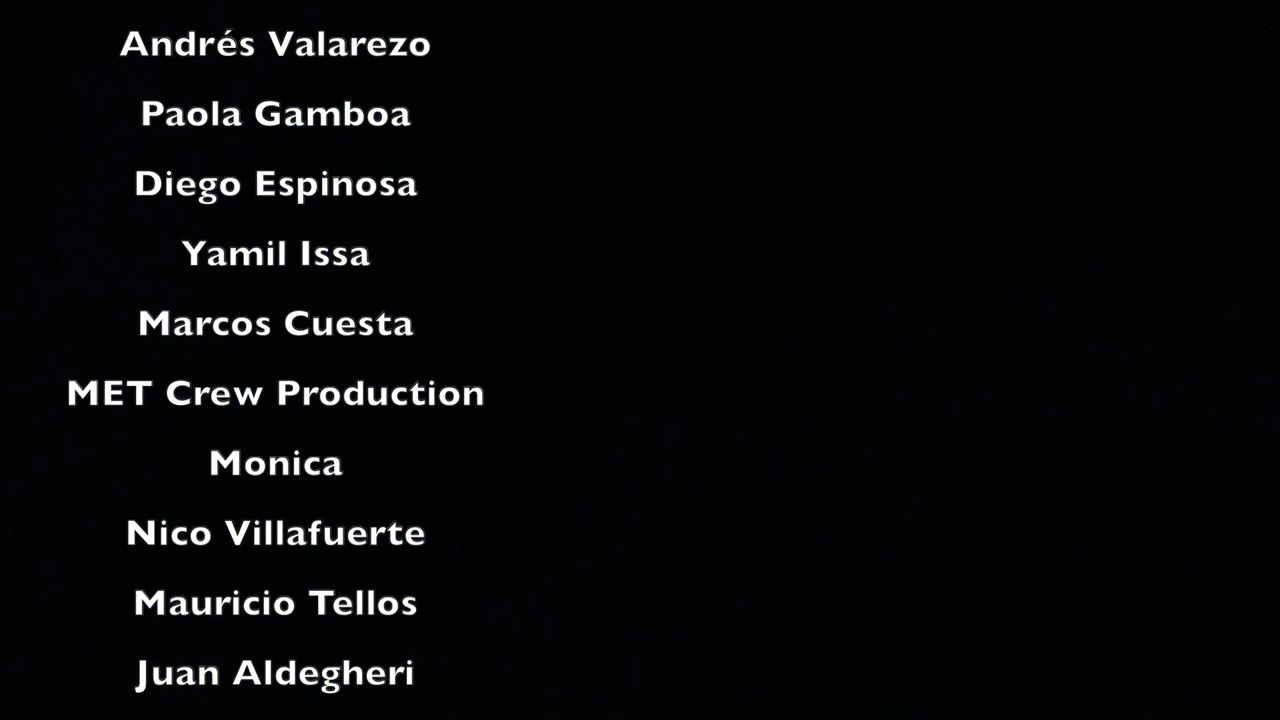 Andrés Valarezo
Paola Gamboa
Diego Espinosa
Yamil Issa
Marcos Cuesta
MET Crew Production
Monica
Nico Villafuerte
Mauricio Tellos
Juan Aldegheri